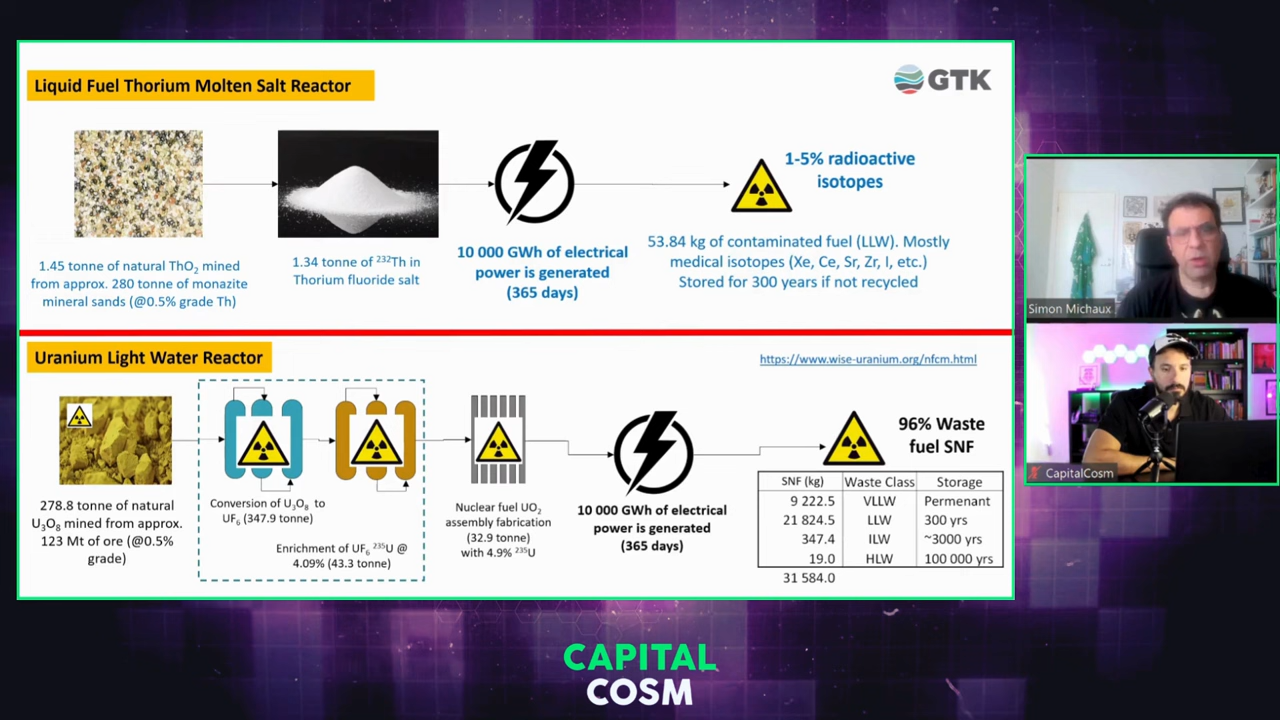 Liquid Fuel Thorium Molten Salt Reactor
GTK
1-5% radioactive
isotopes
1.45 tonne of natural ThO₂ mined
from approx. 280 tonne of monazite
mineral sands (@0.5% grade Th)
1.34 tonne of ²³²Th in
Thorium fluoride salt
10 000 GWh of electrical
power is generated
(365 days)
53.84 kg of contaminated fuel (LLW). Mostly
medical isotopes (Xe, Ce, Sr, Zr, I, etc.)
Stored for 300 years if not recycled
Uranium Light Water Reactor
https://www.wise-uranium.org/nfcm.html
278.8 tonne of natural
U₃O₈ mined from approx.
123 Mt of ore (@0.5%
grade)
Conversion of U₃O₈ to
UF₆ (347.9 tonne)
Enrichment of UF₆ ²³⁵U @
4.09% (43.3 tonne)
Nuclear fuel UO₂
assembly fabrication
(32.9 tonne)
with 4.9% ²³⁵U
10 000 GWh of electrical
power is generated
(365 days)
96% Waste
fuel SNF
SNF (kg) Waste Class Storage
9 222.5 VLLW Permenant
21 824.5 LLW 300 yrs
347.4 ILW ~3000 yrs
19.0 HLW 100 000 yrs
31 584.0
Simon Michaux
CapitalCosm
CAPITAL
COSM